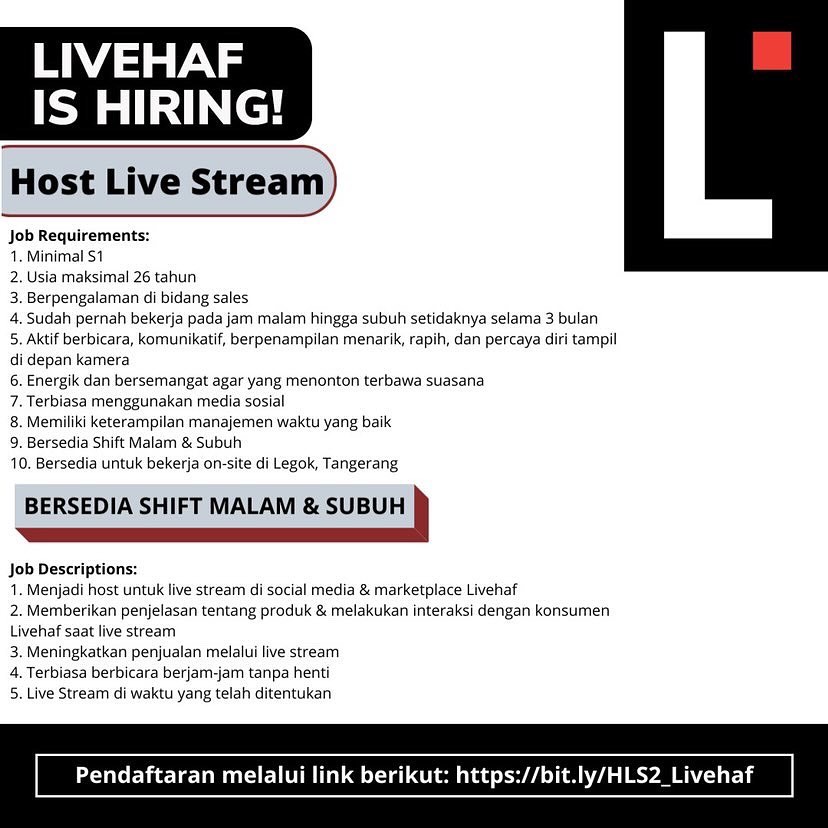 LIVEHAF
IS HIRING!
Host Live Stream
Job Requirements:
1. Minimal S1
2. Usia maksimal 26 tahun
3. Berpengalaman di bidang sales
4. Sudah pernah bekerja pada jam malam hingga subuh setidaknya selama 3 bulan
5. Aktif berbicara, komunikatif, berpenampilan menarik, rapih, dan percaya diri tampil
di depan kamera
6. Energik dan bersemangat agar yang menonton terbawa suasana
7. Terbiasa menggunakan media sosial
8. Memiliki keterampilan manajemen waktu yang baik
9. Bersedia Shift Malam & Subuh
10. Bersedia untuk bekerja on-site di Legok, Tangerang
BERSEDIA SHIFT MALAM & SUBUH
Job Descriptions:
1. Menjadi host untuk live stream di social media & marketplace Livehaf
2. Memberikan penjelasan tentang produk & melakukan interaksi dengan konsumen
Livehaf saat live stream
3. Meningkatkan penjualan melalui live stream
4. Terbiasa berbicara berjam-jam tanpa henti
5. Live Stream di waktu yang telah ditentukan
Pendaftaran melalui link berikut: https://bit.ly/HLS2_Livehaf